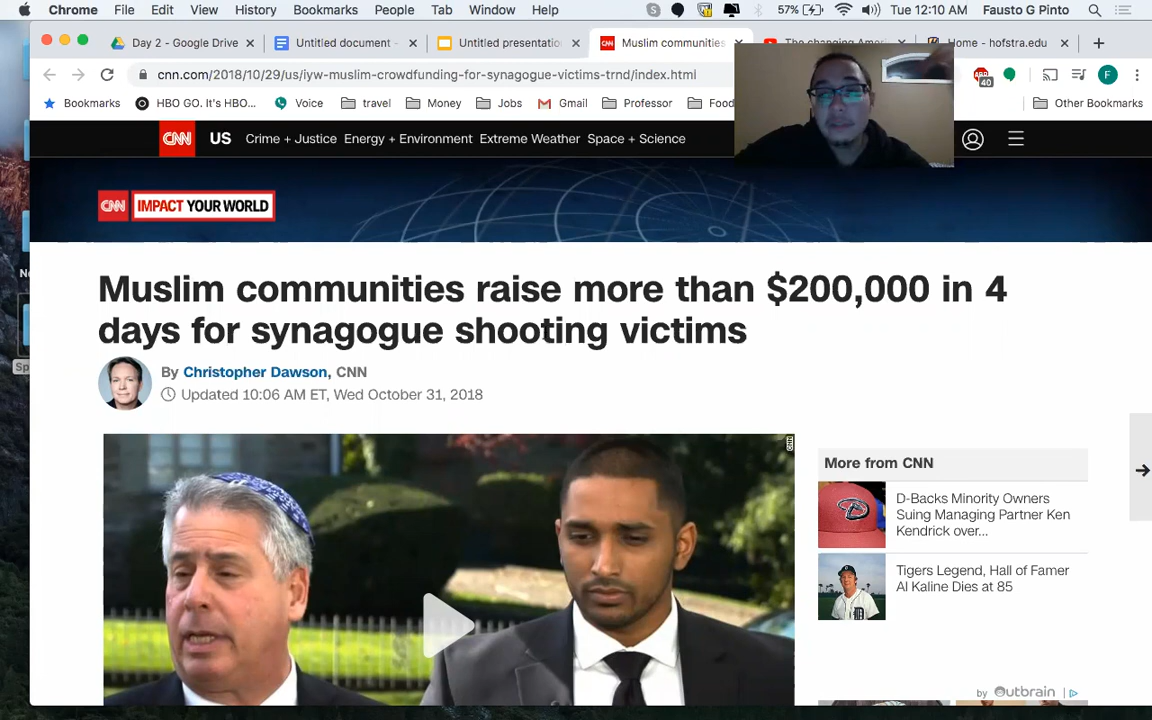 Chrome File Edit View History Bookmarks People Tab Window Help 57% Tue 12:10 AM Fausto G Pinto
Day 2 - Google Drive Untitled document - Untitled presentatio Muslim communities The changing Ameri Home - hofstra.edu
cnn.com/2018/10/29/us/iyw-muslim-crowdfunding-for-synagogue-victims-trnd/index.html 40 F
Bookmarks HBO GO. It's HBO... Voice travel Money Jobs Gmail Professor Food Other Bookmarks
CNN US Crime + Justice Energy + Environment Extreme Weather Space + Science
CNN IMPACT YOUR WORLD
Muslim communities raise more than $200,000 in 4
days for synagogue shooting victims
By Christopher Dawson, CNN
Updated 10:06 AM ET, Wed October 31, 2018
CNN
More from CNN
D-Backs Minority Owners
Suing Managing Partner Ken
Kendrick over...
Tigers Legend, Hall of Famer
Al Kaline Dies at 85
by Outbrain